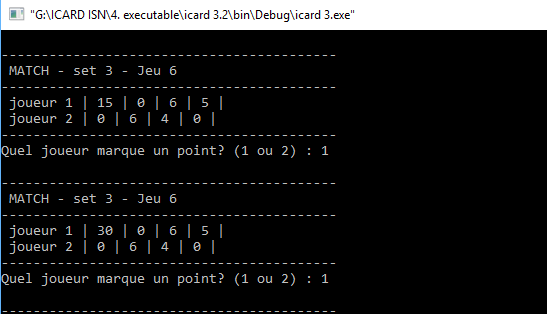 "G:\ICARD ISN\4. executable\icard 3.2\bin\Debug\icard 3.exe"
------------------------------------------
MATCH - set 3 - Jeu 6
------------------------------------------
joueur 1 | 15 | 0 | 6 | 5 |
joueur 2 | 0 | 6 | 4 | 0 |
------------------------------------------
Quel joueur marque un point? (1 ou 2) : 1
------------------------------------------
MATCH - set 3 - Jeu 6
------------------------------------------
joueur 1 | 30 | 0 | 6 | 5 |
joueur 2 | 0 | 6 | 4 | 0 |
------------------------------------------
Quel joueur marque un point? (1 ou 2) : 1
------------------------------------------